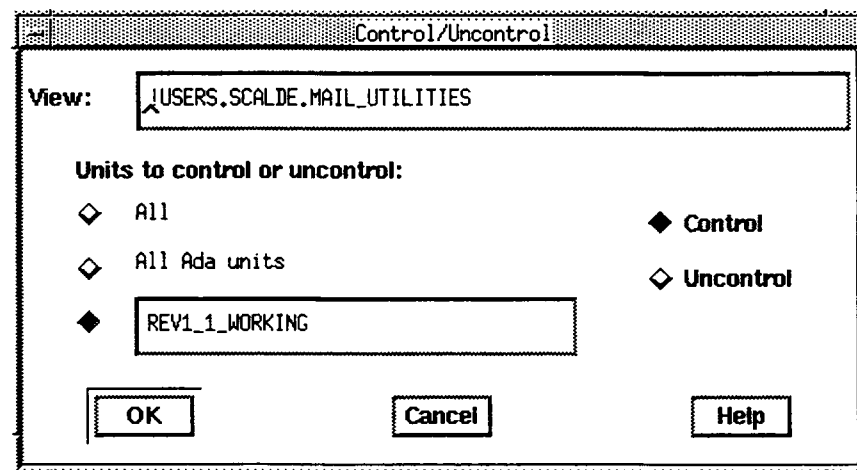 Control/Uncontrol
View: !USERS.SCALDE.MAIL_UTILITIES
Units to control or uncontrol:
All
Control
All Ada units
Uncontrol
REV1_1_WORKING
OK Cancel Help